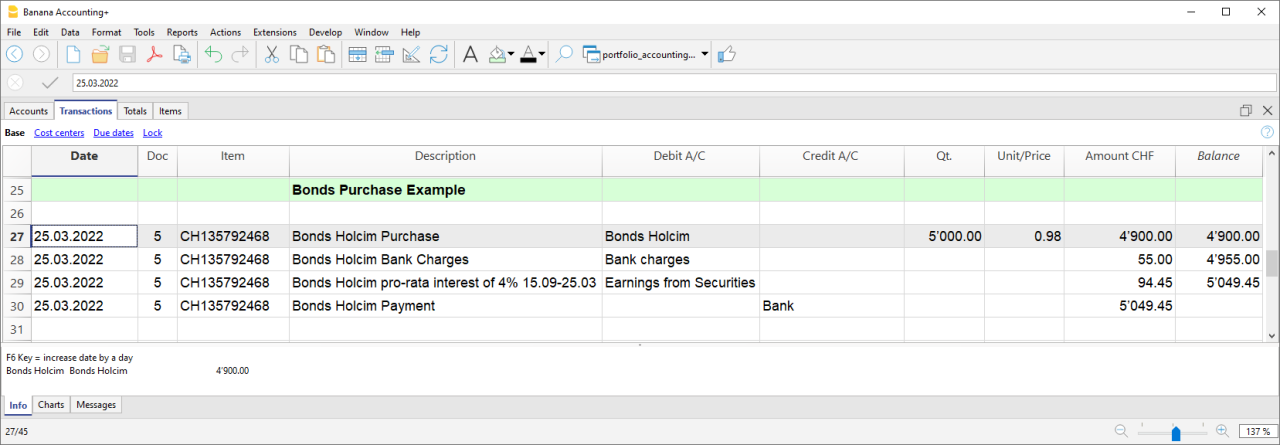 Banana Accounting+
File Edit Data Format Tools Reports Actions Extensions Develop Window Help
portfolio_accounting...
25.03.2022
Accounts Transactions Totals Items
Base Cost centers Due dates Lock
Date Doc Item Description Debit A/C Credit A/C Qt. Unit/Price Amount CHF Balance
25 Bonds Purchase Example
26
27 25.03.2022 5 CH135792468 Bonds Holcim Purchase Bonds Holcim 5'000.00 0.98 4'900.00 4'900.00
28 25.03.2022 5 CH135792468 Bonds Holcim Bank Charges Bank charges 55.00 4'955.00
29 25.03.2022 5 CH135792468 Bonds Holcim pro-rata interest of 4% 15.09-25.03 Earnings from Securities 94.45 5'049.45
30 25.03.2022 5 CH135792468 Bonds Holcim Payment Bank 5'049.45
31
F6 Key = increase date by a day
Bonds Holcim Bonds Holcim 4'900.00
Info Charts Messages
27/45 137 %